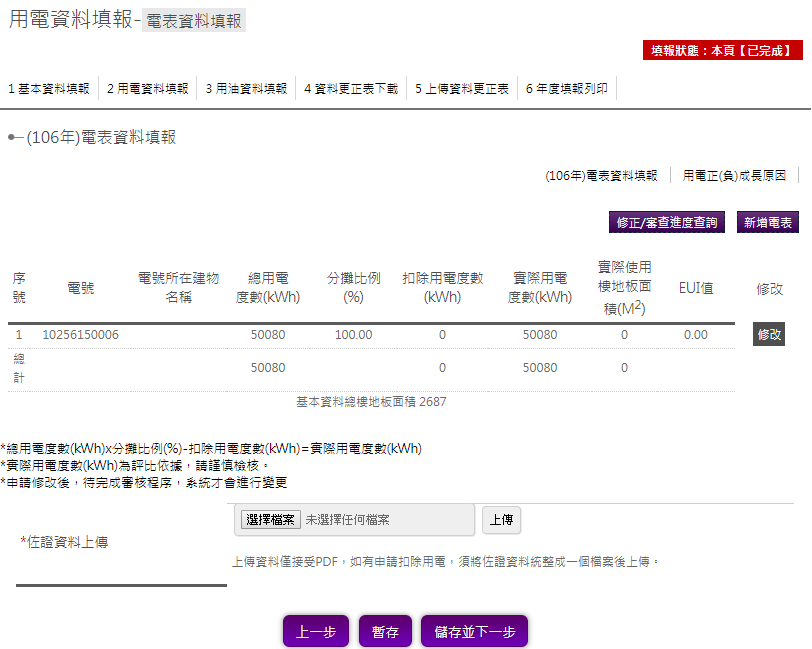 用電資料填報-電表資料填報
填報狀態：本頁【已完成】
1 基本資料填報 2 用電資料填報 3 用油資料填報 4 資料更正表下載 5 上傳資料更正表 6 年度填報列印
(106年)電表資料填報
(106年)電表資料填報 用電正(負)成長原因
修正/審查進度查詢 新增電表
序號 電號 電號所在建物名稱 總用電度數(kWh) 分攤比例(%) 扣除用電度數(kWh) 實際用電度數(kWh) 實際使用樓地板面積(M2) EUI值 修改
1 10256150006 50080 100.00 0 50080 0 0.00 修改
總計 50080 0 50080 0
基本資料總樓地板面積 2687
*總用電度數(kWh)x分攤比例(%)-扣除用電度數(kWh)=實際用電度數(kWh)
*實際用電度數(kWh)為評比依據，請謹慎檢核。
*申請修改後，待完成審核程序，系統才會進行變更
*佐證資料上傳
選擇檔案 未選擇任何檔案 上傳
上傳資料僅接受PDF，如有申請扣除用電，須將佐證資料統整成一個檔案後上傳。
上一步 暫存 儲存並下一步